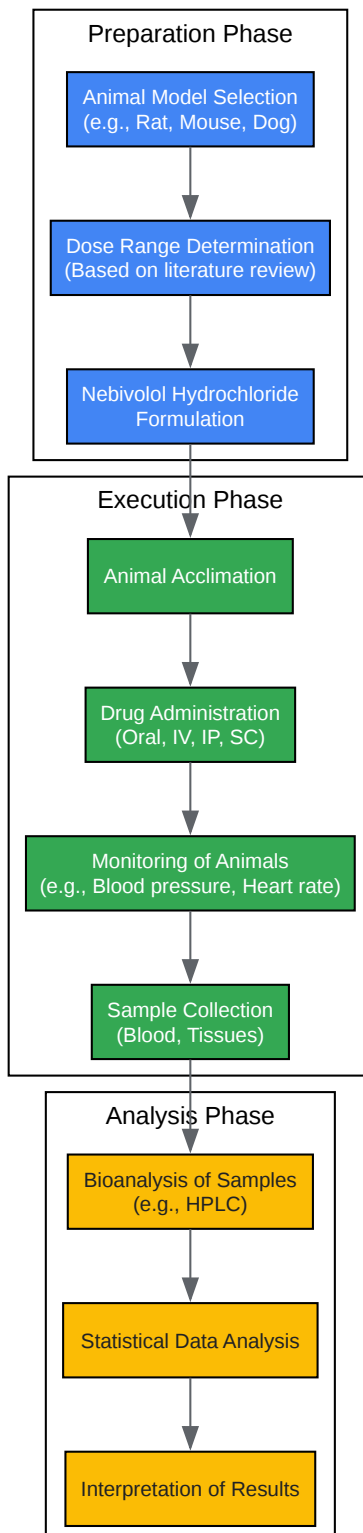 Preparation Phase
Animal Model Selection
(e.g., Rat, Mouse, Dog)
Dose Range Determination
(Based on literature review)
Nebivolol Hydrochloride
Formulation
Execution Phase
Animal Acclimation
Drug Administration
(Oral, IV, IP, SC)
Monitoring of Animals
(e.g., Blood pressure, Heart rate)
Sample Collection
(Blood, Tissues)
Analysis Phase
Bioanalysis of Samples
(e.g., HPLC)
Statistical Data Analysis
Interpretation of Results